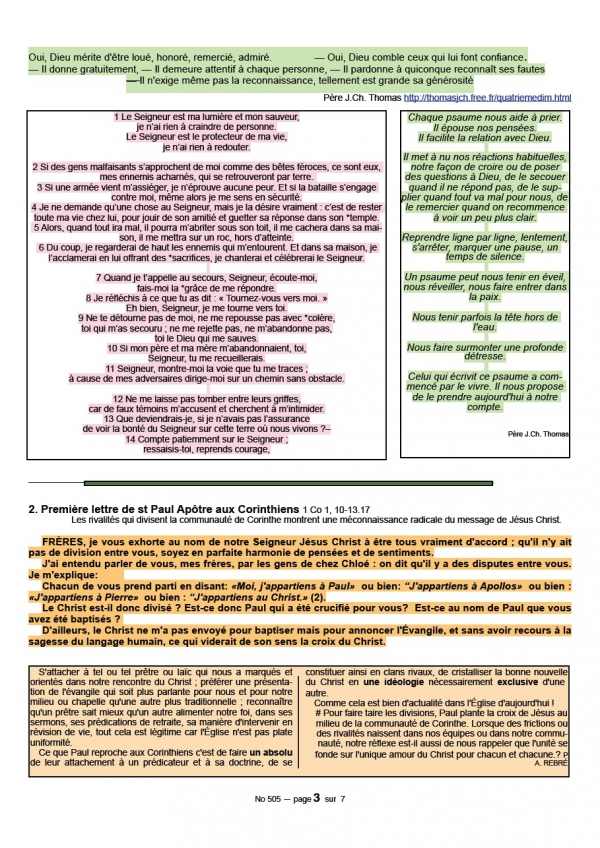 Oui, Dieu mérite d'être loué, honoré, remercié, admiré. — Oui, Dieu comble ceux qui lui font confiance.
— Il donne gratuitement, — Il demeure attentif à chaque personne, — Il pardonne à quiconque reconnaît ses fautes
—Il n'exige même pas la reconnaissance, tellement est grande sa générosité
Père J.Ch. Thomas http://thomasjch.free.fr/quatriemedim.html
1 Le Seigneur est ma lumière et mon sauveur,
je n'ai rien à craindre de personne.
Le Seigneur est le protecteur de ma vie,
je n'ai rien à redouter.
2 Si des gens malfaisants s'approchent de moi comme des bêtes féroces, ce sont eux,
mes ennemis acharnés, qui se retrouveront par terre.
3 Si une armée vient m'assiéger, je n'éprouve aucune peur. Et si la bataille s'engage
contre moi, même alors je me sens en sécurité.
4 Je ne demande qu'une chose au Seigneur, mais je la désire vraiment : c'est de rester
toute ma vie chez lui, pour jouir de son amitié et guetter sa réponse dans son *temple.
5 Alors, quand tout ira mal, il pourra m'abriter sous son toit, il me cachera dans sa mai-
son, il me mettra sur un roc, hors d'atteinte.
6 Du coup, je regarderai de haut les ennemis qui m'entourent. Et dans sa maison, je
l'acclamerai en lui offrant des *sacrifices, je chanterai et célébrerai le Seigneur.
7 Quand je t'appelle au secours, Seigneur, écoute-moi,
fais-moi la *grâce de me répondre.
8 Je réfléchis à ce que tu as dit : « Tournez-vous vers moi. »
Eh bien, Seigneur, je me tourne vers toi.
9 Ne te détourne pas de moi, ne me repousse pas avec *colère,
toi qui m'as secouru ; ne me rejette pas, ne m'abandonne pas,
toi le Dieu qui me sauves.
10 Si mon père et ma mère m'abandonnaient, toi,
Seigneur, tu me recueillerais.
11 Seigneur, montre-moi la voie que tu me traces ;
à cause de mes adversaires dirige-moi sur un chemin sans obstacle.
12 Ne me laisse pas tomber entre leurs griffes,
car de faux témoins m'accusent et cherchent à m'intimider.
13 Que deviendrais-je, si je n'avais pas l'assurance
de voir la bonté du Seigneur sur cette terre où nous vivons ?–
14 Compte patiemment sur le Seigneur ;
ressaisis-toi, reprends courage,
Chaque psaume nous aide à prier.
Il épouse nos pensées.
Il facilite la relation avec Dieu.
Il met à nu nos réactions habituelles,
notre façon de croire ou de poser
des questions à Dieu, de le secouer
quand il ne répond pas, de le sup-
plier quand tout va mal pour nous, de
le remercier quand on recommence
à voir un peu plus clair.
Reprendre ligne par ligne, lentement,
s'arrêter, marquer une pause, un
temps de silence.
Un psaume peut nous tenir en éveil,
nous réveiller, nous faire entrer dans
la paix.
Nous tenir parfois la tête hors de
l'eau.
Nous faire surmonter une profonde
détresse.
Celui qui écrivit ce psaume a com-
mencé par le vivre. Il nous propose
de le prendre aujourd'hui à notre
compte.
Père J.Ch. Thomas
2. Première lettre de st Paul Apôtre aux Corinthiens 1 Co 1, 10-13.17
Les rivalités qui divisent la communauté de Corinthe montrent une méconnaissance radicale du message de Jésus Christ.
FRÈRES, je vous exhorte au nom de notre Seigneur Jésus Christ à être tous vraiment d'accord ; qu'il n'y ait
pas de division entre vous, soyez en parfaite harmonie de pensées et de sentiments.
J'ai entendu parler de vous, mes frères, par les gens de chez Chloé : on dit qu'il y a des disputes entre vous.
Je m'explique:
Chacun de vous prend parti en disant: «Moi, j'appartiens à Paul» ou bien: “J'appartiens à Apollos» ou bien :
«J'appartiens à Pierre» ou bien : “J'appartiens au Christ.» (2).
Le Christ est-il donc divisé ? Est-ce donc Paul qui a été crucifié pour vous? Est-ce au nom de Paul que vous
avez été baptisés ?
D'ailleurs, le Christ ne m'a pas envoyé pour baptiser mais pour annoncer l'Évangile, et sans avoir recours à la
sagesse du langage humain, ce qui viderait de son sens la croix du Christ.
S'attacher à tel ou tel prêtre ou laïc qui nous a marqués et
orientés dans notre rencontre du Christ ; préférer une présenta-
tion de l'évangile qui soit plus parlante pour nous et pour notre
milieu ou chapelle qu'une autre plus traditionnelle ; reconnaître
qu'un prêtre sait mieux qu'un autre alimenter notre foi, dans ses
sermons, ses prédications de retraite, sa manière d'intervenir en
révision de vie, tout cela est légitime car l'Église n'est pas plate
uniformité.
Ce que Paul reproche aux Corinthiens c'est de faire un absolu
de leur attachement à un prédicateur et à sa doctrine, de se
constituer ainsi en clans rivaux, de cristalliser la bonne nouvelle
du Christ en une idéologie nécessairement exclusive d'une
autre.
Comme cela est bien d'actualité dans l'Église d'aujourd'hui !
# Pour faire taire les divisions, Paul plante la croix de Jésus au
milieu de la communauté de Corinthe. Lorsque des frictions ou
des rivalités naissent dans nos équipes ou dans notre commu-
nauté, notre réflexe est-il aussi de nous rappeler que l'unité se
fonde sur l'unique amour du Christ pour chacun et chacune.? P
A. REBRÉ
No 505 — page 3 sur 7